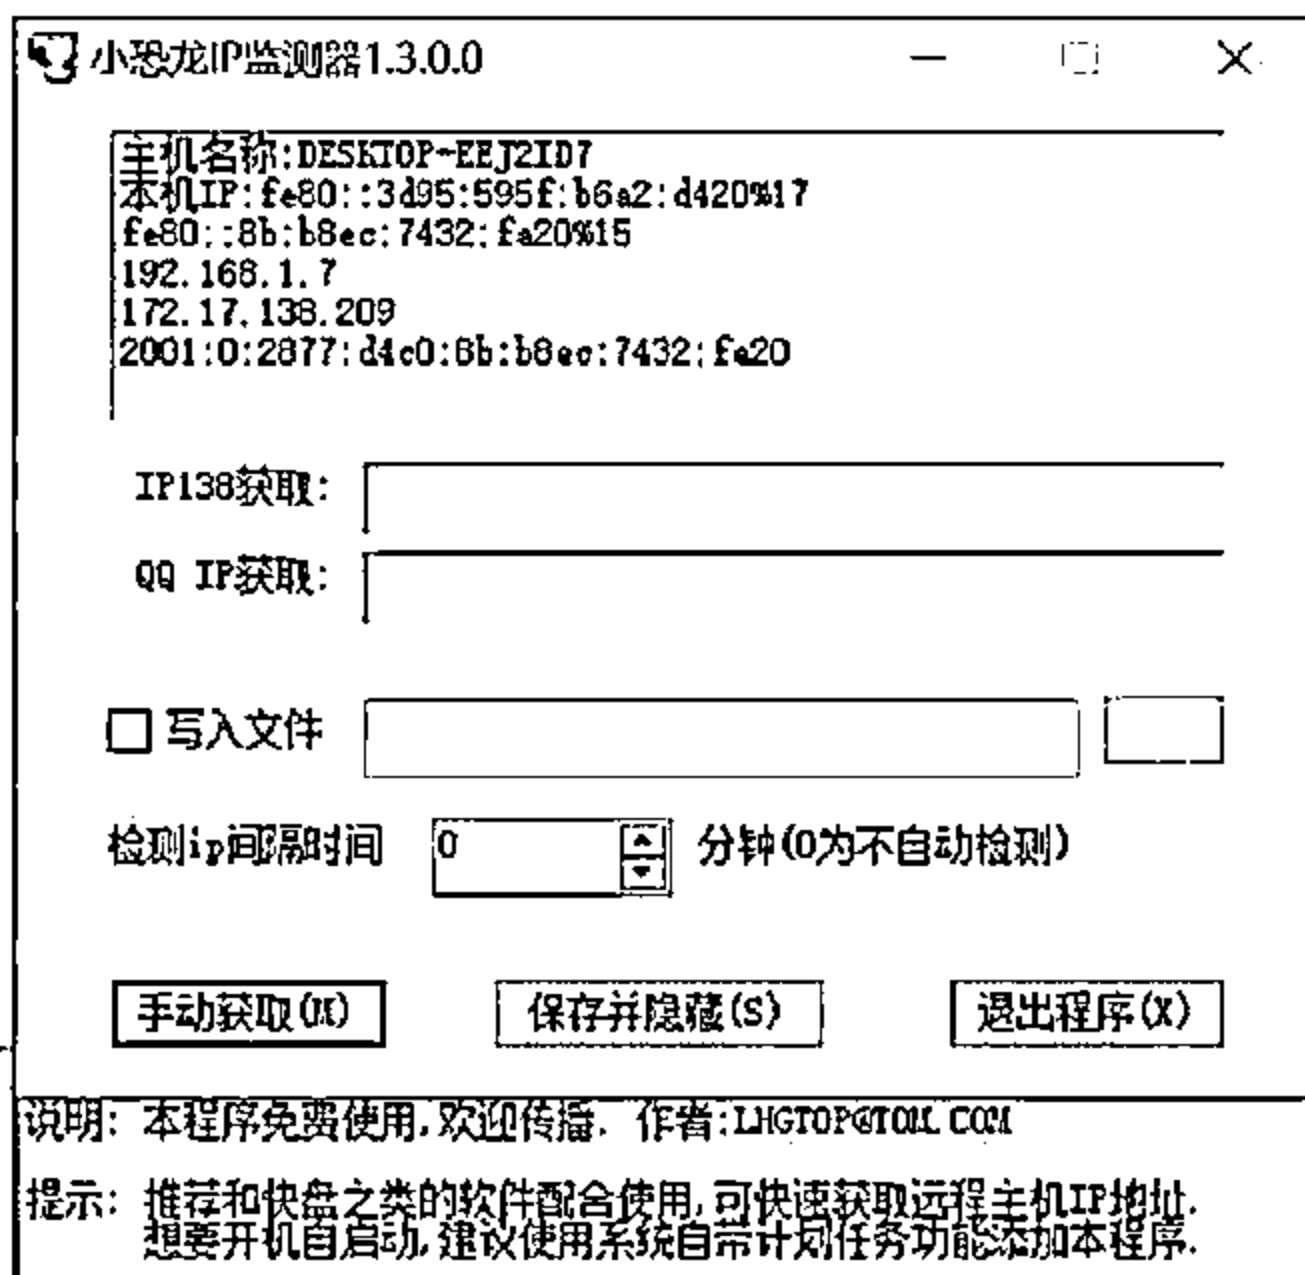 小恐龙IP监测器1.3.0.0
主机名称:DESKTOP-EEJ2ID7
本机IP:fe80::3d95:595f:b6a2:d420%17
fe80::8b:b8ec:7432:fa20%15
192.168.1.7
172.17.138.209
2001:0:2877:d4c0:8b:b8ec:7432:fa20
IP138获取:
QQ IP获取:
写入文件
检测ip间隔时间 0 分钟(0为不自动检测)
手动获取(M) 保存并隐藏(S) 退出程序(X)
说明: 本程序免费使用,欢迎传播. 作者:LHGTOP@TOM.COM
提示: 推荐和快盘之类的软件配合使用,可快速获取远程主机IP地址.
想要开机自启动,建议使用系统自带计划任务功能添加本程序.